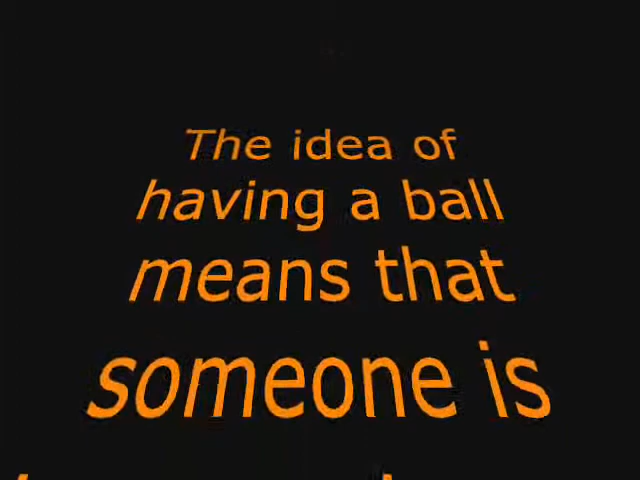 The idea of
having a ball
means that
someone is